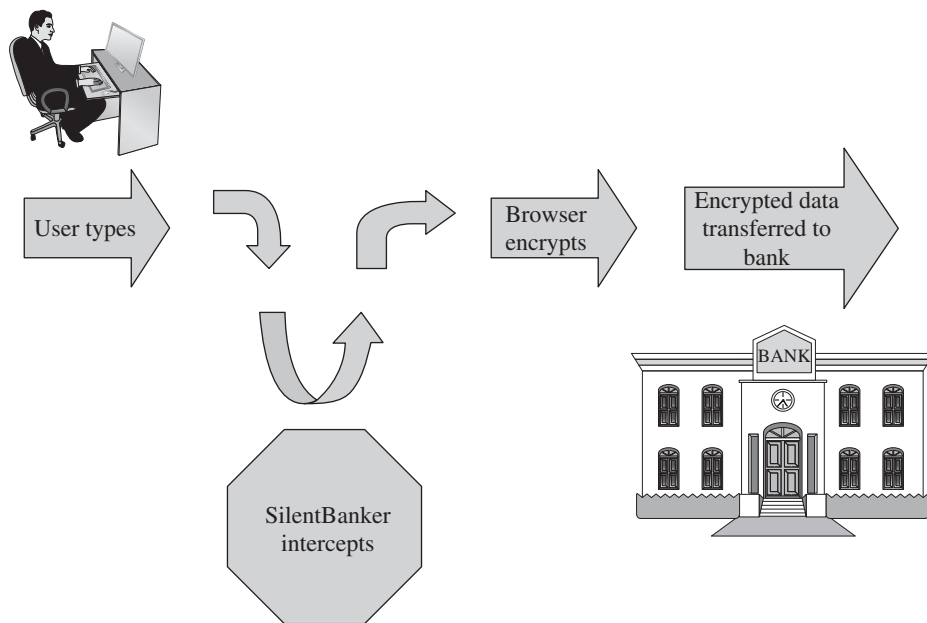 User types
Browser
encrypts
Encrypted data
transferred to
bank
BANK
SilentBanker
intercepts